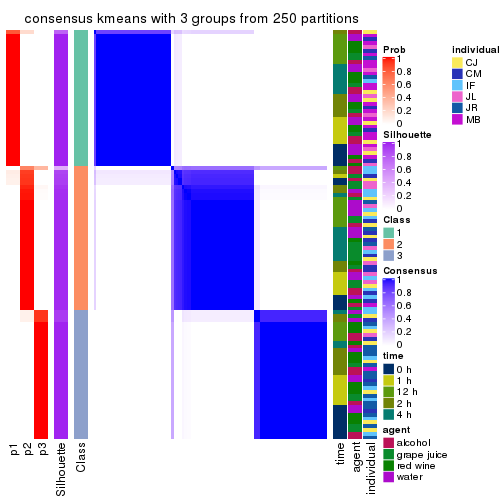 consensus kmeans with 3 groups from 250 partitions
Prob
1
0.8
0.6
0.4
0.2
0
Silhouette
1
0.8
0.6
0.4
0.2
0
Class
1
2
3
Consensus
1
0.8
0.6
0.4
0.2
0
time
0 h
1 h
12 h
2 h
4 h
agent
alcohol
grape juice
red wine
water
individual
CJ
CM
IF
JL
JR
MB
p1
p2
p3
Silhouette
Class
time
agent
individual